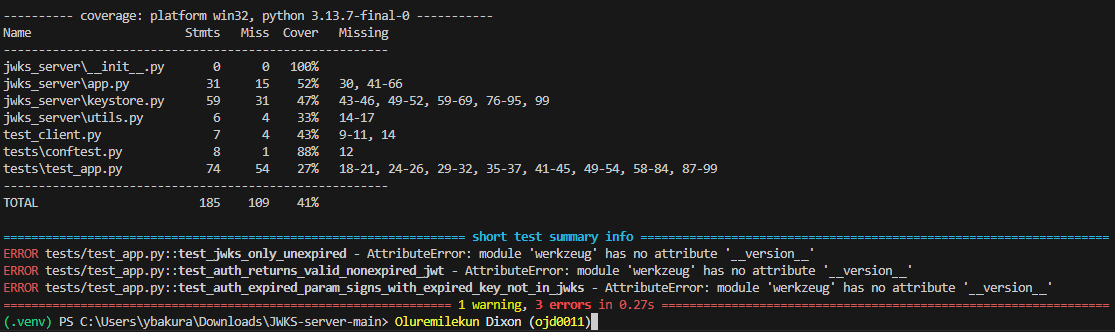 ---------- coverage: platform win32, python 3.13.7-final-0 -----------
Name                       Stmts   Miss  Cover   Missing
--------------------------------------------------------
jwks_server\__init__.py        0      0   100%
jwks_server\app.py            31     15    52%   30, 41-66
jwks_server\keystore.py       59     31    47%   43-46, 49-52, 59-69, 76-95, 99
jwks_server\utils.py           6      4    33%   14-17
test_client.py                 7      4    43%   9-11, 14
tests\conftest.py              8      1    88%   12
tests\test_app.py             74     54    27%   18-21, 24-26, 29-32, 35-37, 41-45, 49-54, 58-84, 87-99
--------------------------------------------------------
TOTAL                        185    109    41%
=================================================================== short test summary info ====================================================================
ERROR tests/test_app.py::test_jwks_only_unexpired - AttributeError: module 'werkzeug' has no attribute '__version__'
ERROR tests/test_app.py::test_auth_returns_valid_nonexpired_jwt - AttributeError: module 'werkzeug' has no attribute '__version__'
ERROR tests/test_app.py::test_auth_expired_param_signs_with_expired_key_not_in_jwks - AttributeError: module 'werkzeug' has no attribute '__version__'
================================================================= 1 warning, 3 errors in 0.27s =================================================================
(.venv) PS C:\Users\ybakura\Downloads\JWKS-server-main> Oluremilekun Dixon (ojd0011)